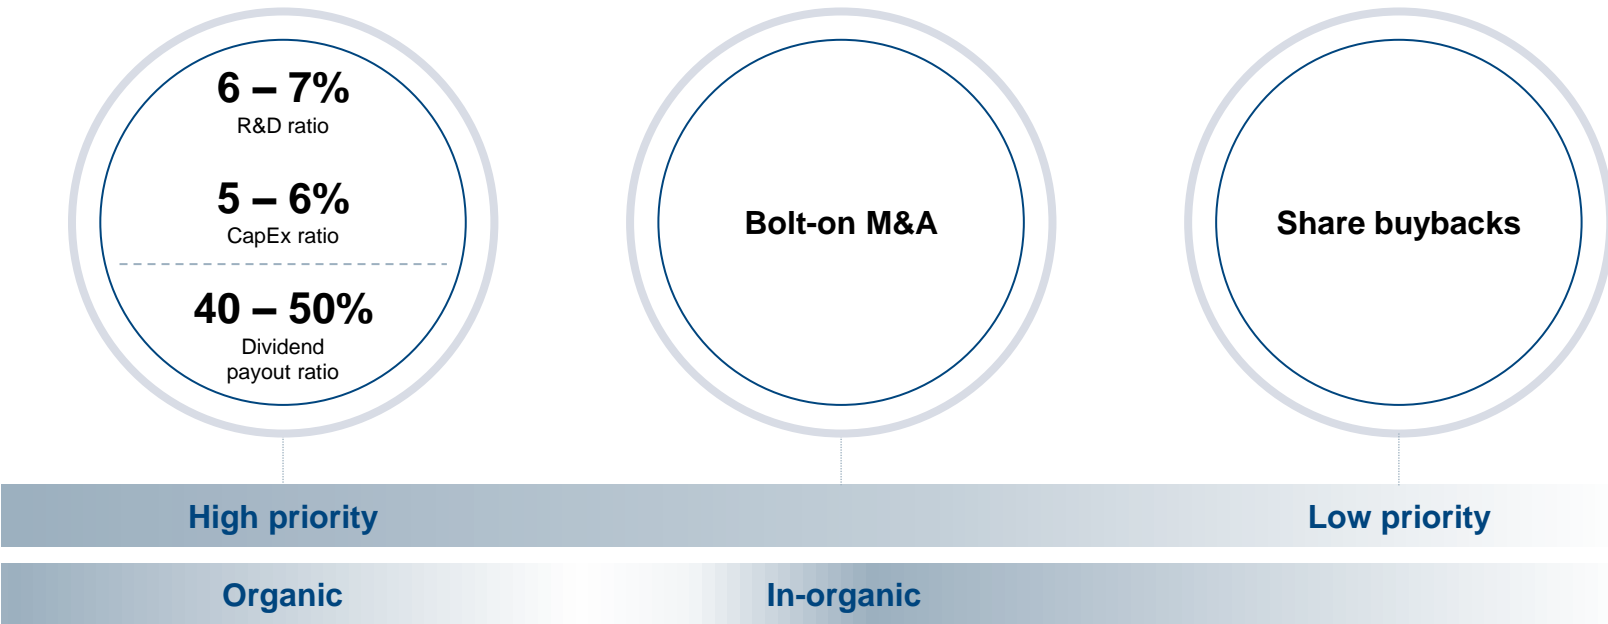 6 – 7%
R&D ratio
5 – 6%
CapEx ratio
40 – 50%
Dividend
payout ratio
Bolt-on M&A
Share buybacks
High priority
Low priority
Organic
In-organic